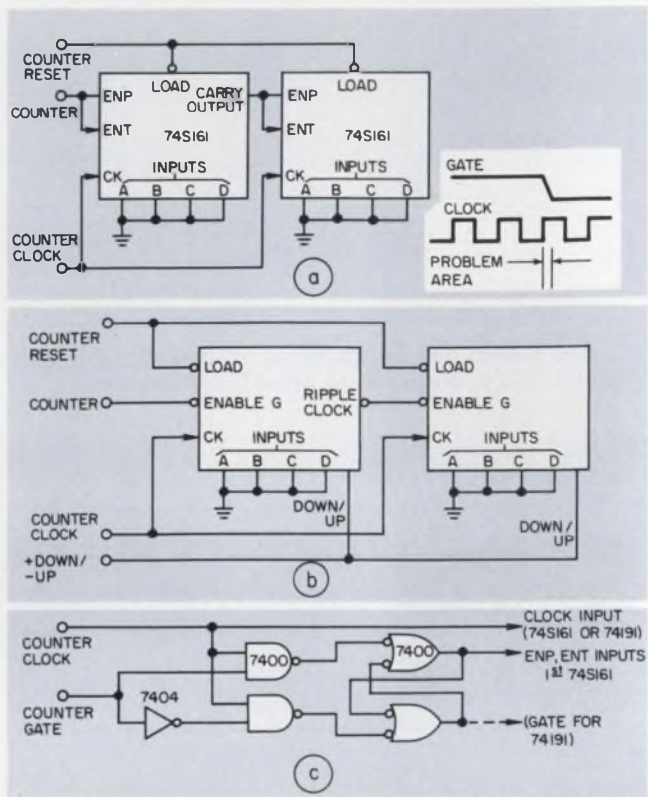 COUNTER
RESET
COUNTER
COUNTER
CLOCK
LOAD
ENP
CARRY
OUTPUT
ENT
74S161
CK
INPUTS
A B C D
LOAD
ENP
ENT
74S161
CK
INPUTS
A B C D
GATE
CLOCK
PROBLEM
AREA
a
COUNTER
RESET
COUNTER
COUNTER
CLOCK
+DOWN/
-UP
LOAD
ENABLE G
RIPPLE
CLOCK
CK
INPUTS
A B C D
DOWN/
UP
LOAD
ENABLE G
CK
INPUTS
A B C D
DOWN/
UP
b
COUNTER
CLOCK
COUNTER
GATE
7404
7400
7400
CLOCK INPUT
(74S161 OR 74191)
ENP, ENT INPUTS
1st 74S161
(GATE FOR
74191)
c